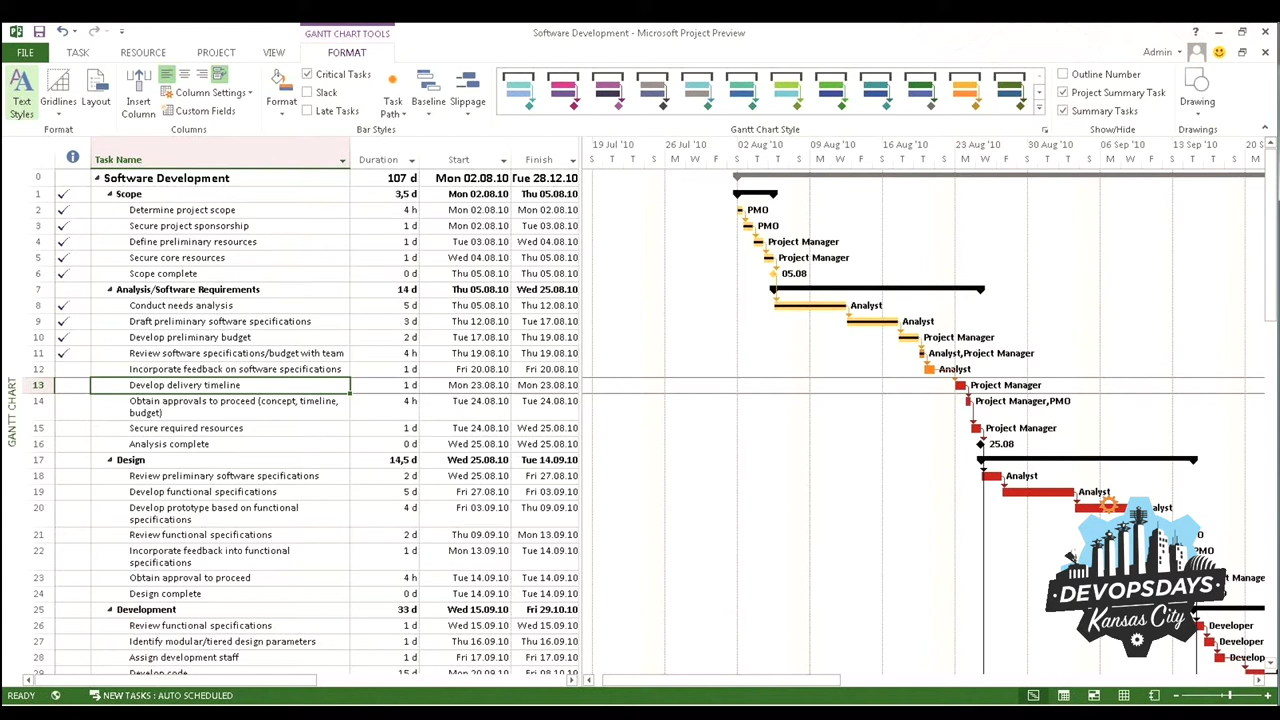 GANTT CHART TOOLS
Software Development - Microsoft Project Preview
FILE TASK RESOURCE PROJECT VIEW FORMAT
Admin
Text Styles
Gridlines
Layout
Format
Insert Column
Column Settings
Custom Fields
Columns
Format
Critical Tasks
Slack
Late Tasks
Task Path
Baseline
Slippage
Bar Styles
Gantt Chart Style
Outline Number
Project Summary Task
Summary Tasks
Show/Hide
Drawing
Drawings
Task Name Duration Start Finish
19 Jul '10 26 Jul '10 02 Aug '10 09 Aug '10 16 Aug '10 23 Aug '10 30 Aug '10 06 Sep '10 13 Sep '10 20 S
S T M W F S T T S M W F S T T S M W F S T T S M W F S
0 Software Development 107 d Mon 02.08.10 Tue 28.12.10
1 Scope 3,5 d Mon 02.08.10 Thu 05.08.10
2 Determine project scope 4 h Mon 02.08.10 Mon 02.08.10 PMO
3 Secure project sponsorship 1 d Mon 02.08.10 Tue 03.08.10 PMO
4 Define preliminary resources 1 d Tue 03.08.10 Wed 04.08.10 Project Manager
5 Secure core resources 1 d Wed 04.08.10 Thu 05.08.10 Project Manager
6 Scope complete 0 d Thu 05.08.10 Thu 05.08.10 05.08
7 Analysis/Software Requirements 14 d Thu 05.08.10 Wed 25.08.10
8 Conduct needs analysis 5 d Thu 05.08.10 Thu 12.08.10 Analyst
9 Draft preliminary software specifications 3 d Thu 12.08.10 Tue 17.08.10 Analyst
10 Develop preliminary budget 2 d Tue 17.08.10 Thu 19.08.10 Project Manager
11 Review software specifications/budget with team 4 h Thu 19.08.10 Thu 19.08.10 Analyst,Project Manager
12 Incorporate feedback on software specifications 1 d Fri 20.08.10 Fri 20.08.10 Analyst
13 Develop delivery timeline 1 d Mon 23.08.10 Mon 23.08.10 Project Manager
14 Obtain approvals to proceed (concept, timeline, 4 h Tue 24.08.10 Tue 24.08.10 Project Manager,PMO
budget)
15 Secure required resources 1 d Tue 24.08.10 Wed 25.08.10 Project Manager
16 Analysis complete 0 d Wed 25.08.10 Wed 25.08.10 25.08
17 Design 14,5 d Wed 25.08.10 Tue 14.09.10
18 Review preliminary software specifications 2 d Wed 25.08.10 Fri 27.08.10 Analyst
19 Develop functional specifications 5 d Fri 27.08.10 Fri 03.09.10 Analyst
20 Develop prototype based on functional 4 d Fri 03.09.10 Thu 09.09.10 alyst
specifications
21 Review functional specifications 2 d Thu 09.09.10 Mon 13.09.10
22 Incorporate feedback into functional 1 d Mon 13.09.10 Tue 14.09.10 PMO
specifications
23 Obtain approval to proceed 4 h Tue 14.09.10 Tue 14.09.10 t Manage
24 Design complete 0 d Tue 14.09.10 Tue 14.09.10
25 Development 33 d Wed 15.09.10 Fri 29.10.10
26 Review functional specifications 1 d Wed 15.09.10 Wed 15.09.10 Developer
27 Identify modular/tiered design parameters 1 d Thu 16.09.10 Thu 16.09.10 Developer
28 Assign development staff 1 d Fri 17.09.10 Fri 17.09.10 Develop
29 Develop code 15 d Mon 20.09.10 Fri 08.10.10
GANTT CHART
DEVOPSDAYS
Kansas City
READY NEW TASKS : AUTO SCHEDULED